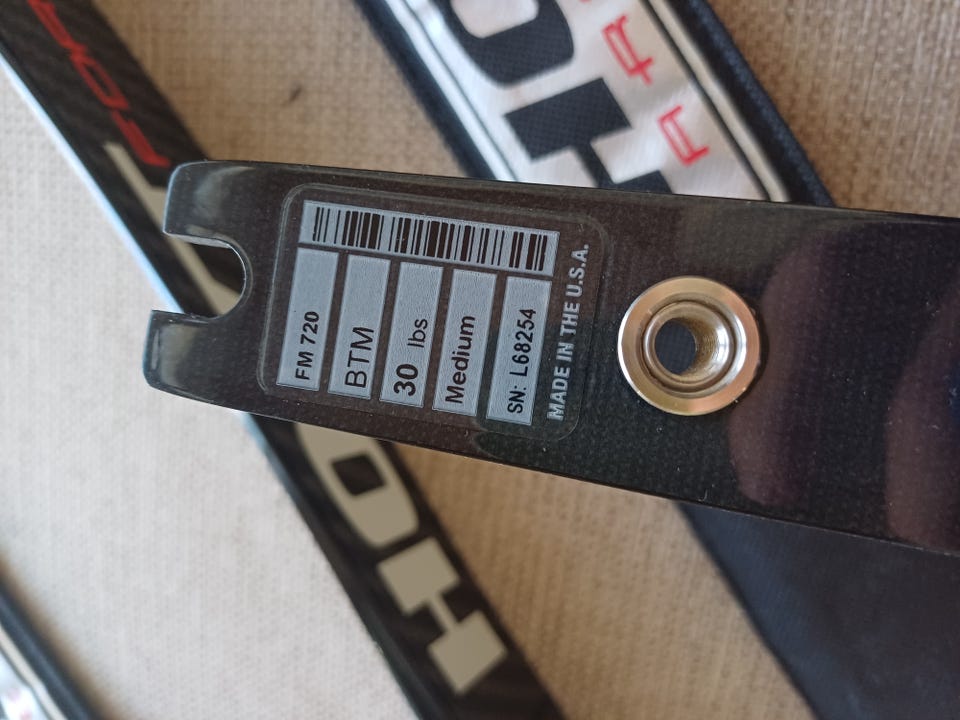 FM 720
BTM
30 lbs
Medium
SN: L68254
MADE IN THE U.S.A.